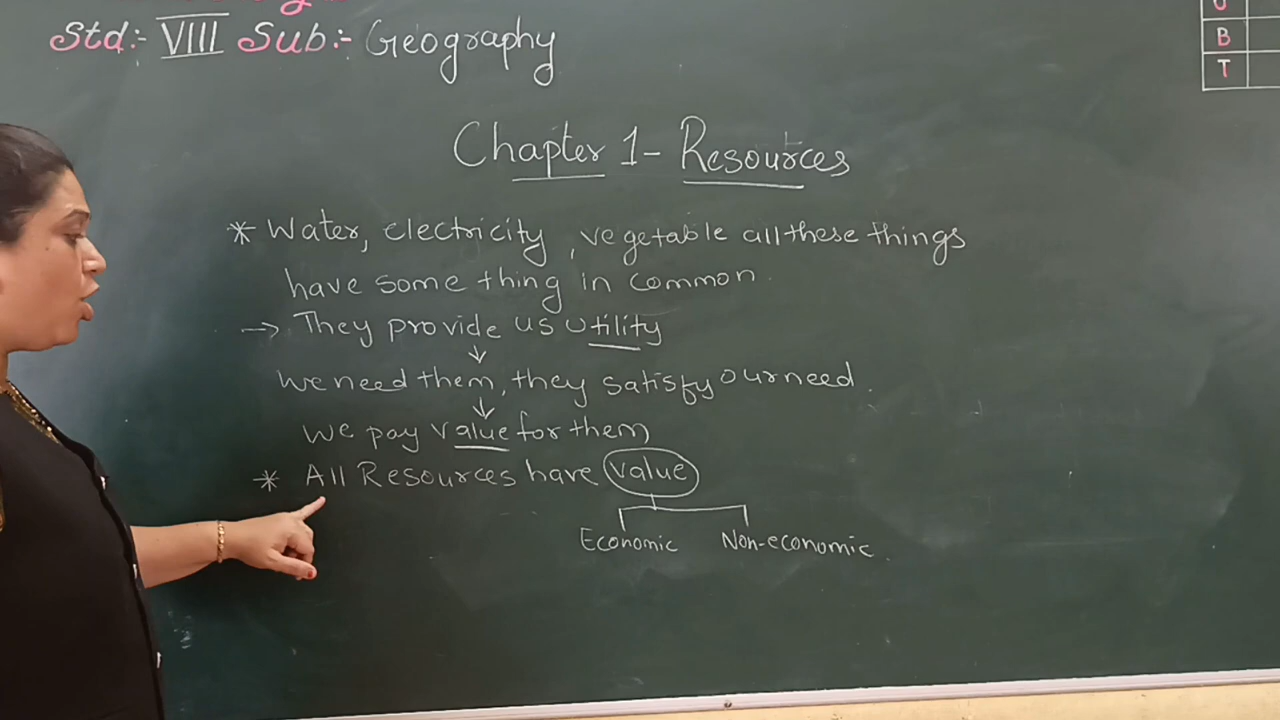 Std:- VIII Sub:- Geography
B
T
Chapter 1- Resources
* Water, electricity, vegetable all these things
have some thing in common.
→ They provide us utility
↓
We need them, they satisfy our need.
↓
We pay value for them
* All Resources have value
Economic Non-economic